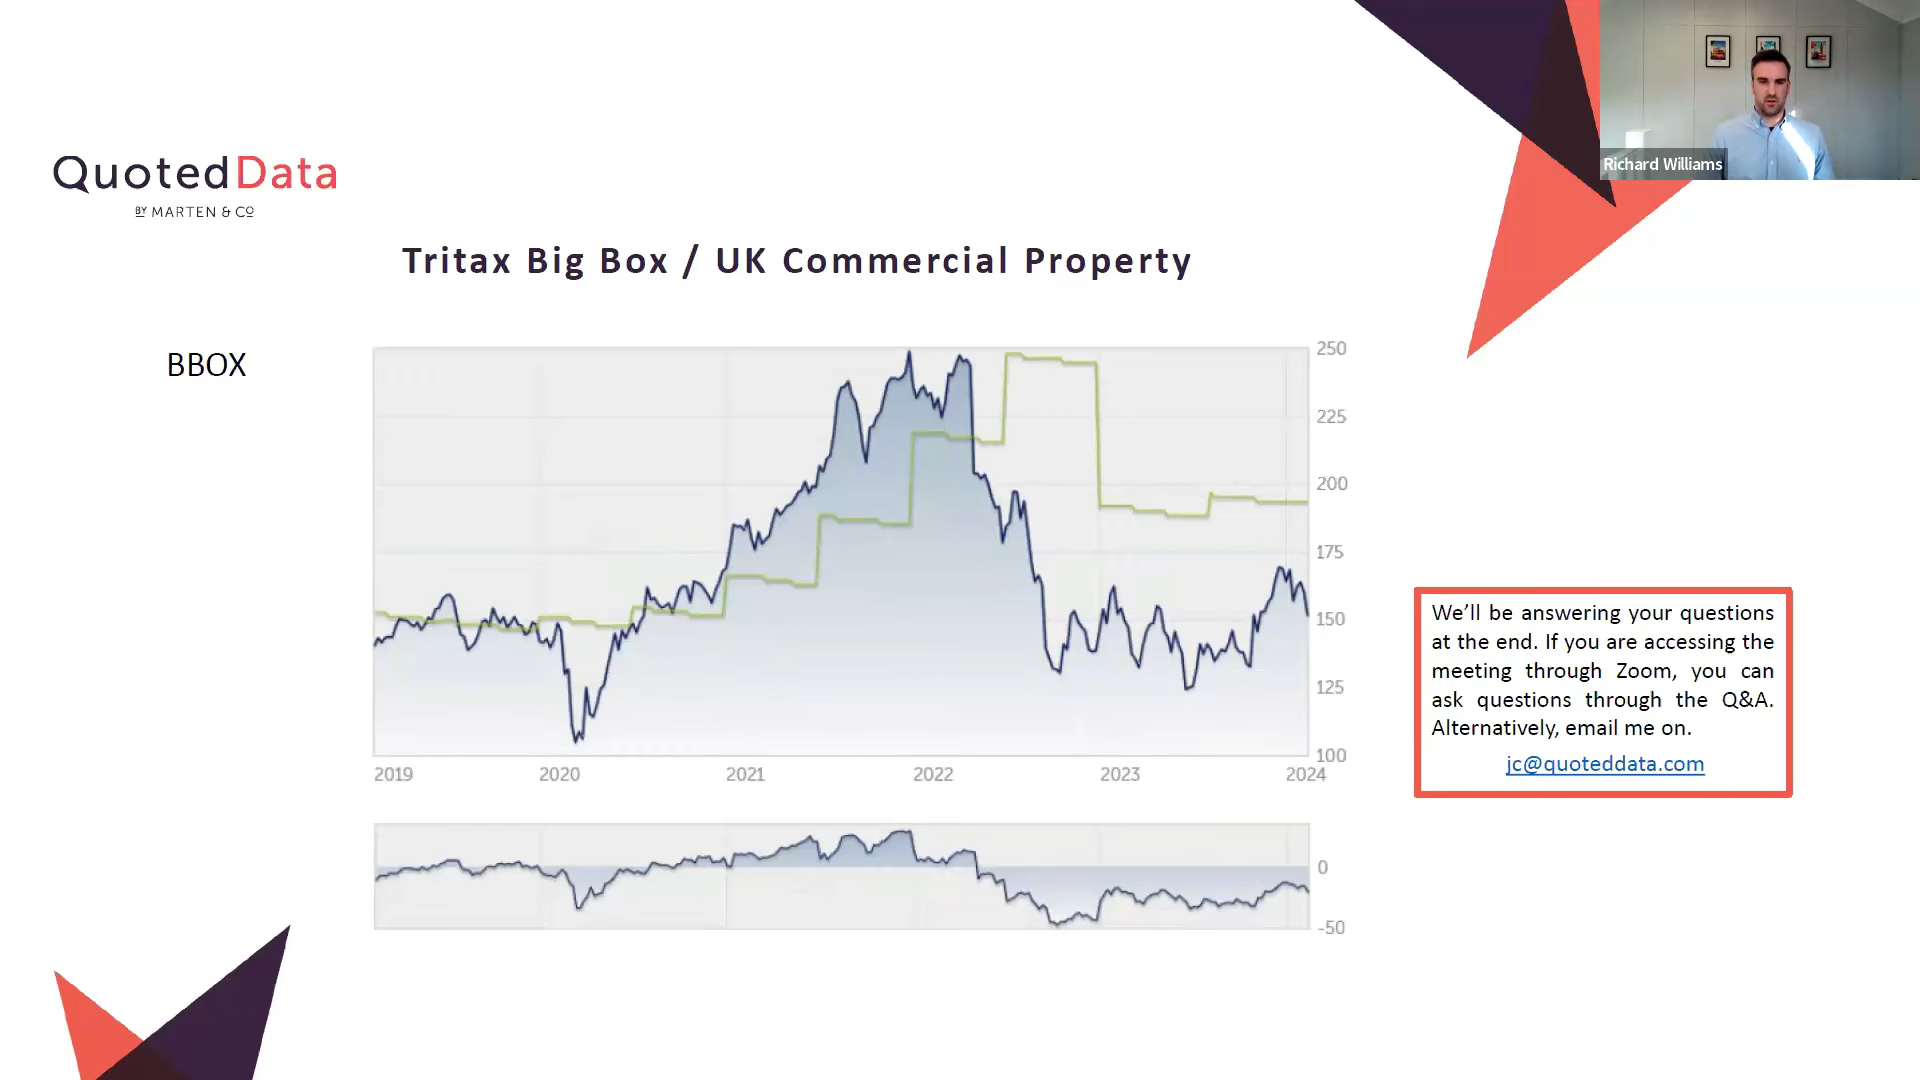 QuotedData
BY MARTEN & CO
Richard Williams
Tritax Big Box / UK Commercial Property
BBOX
250
225
200
175
150
125
100
2019 2020 2021 2022 2023 2024
0
-50
We'll be answering your questions
at the end. If you are accessing the
meeting through Zoom, you can
ask questions through the Q&A.
Alternatively, email me on.
jc@quoteddata.com